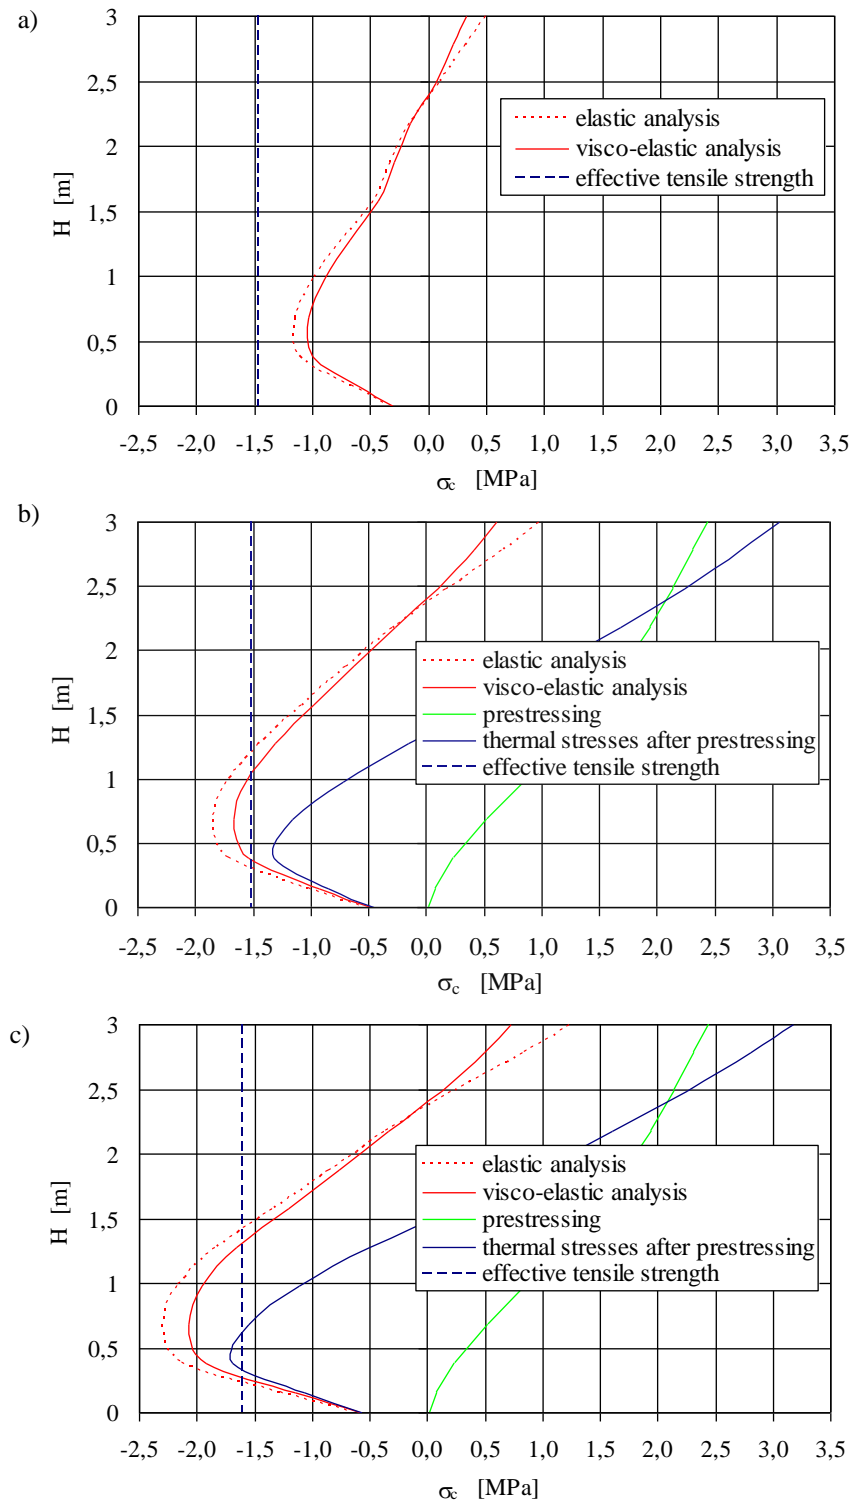 a)
3
2,5
2
1,5
1
0,5
0
H [m]
elastic analysis
visco-elastic analysis
effective tensile strength
-2,5 -2,0 -1,5 -1,0 -0,5 0,0 0,5 1,0 1,5 2,0 2,5 3,0 3,5
σc [MPa]
b)
3
2,5
2
1,5
1
0,5
0
H [m]
elastic analysis
visco-elastic analysis
prestressing
thermal stresses after prestressing
effective tensile strength
-2,5 -2,0 -1,5 -1,0 -0,5 0,0 0,5 1,0 1,5 2,0 2,5 3,0 3,5
σc [MPa]
c)
3
2,5
2
1,5
1
0,5
0
H [m]
elastic analysis
visco-elastic analysis
prestressing
thermal stresses after prestressing
effective tensile strength
-2,5 -2,0 -1,5 -1,0 -0,5 0,0 0,5 1,0 1,5 2,0 2,5 3,0 3,5
σc [MPa]